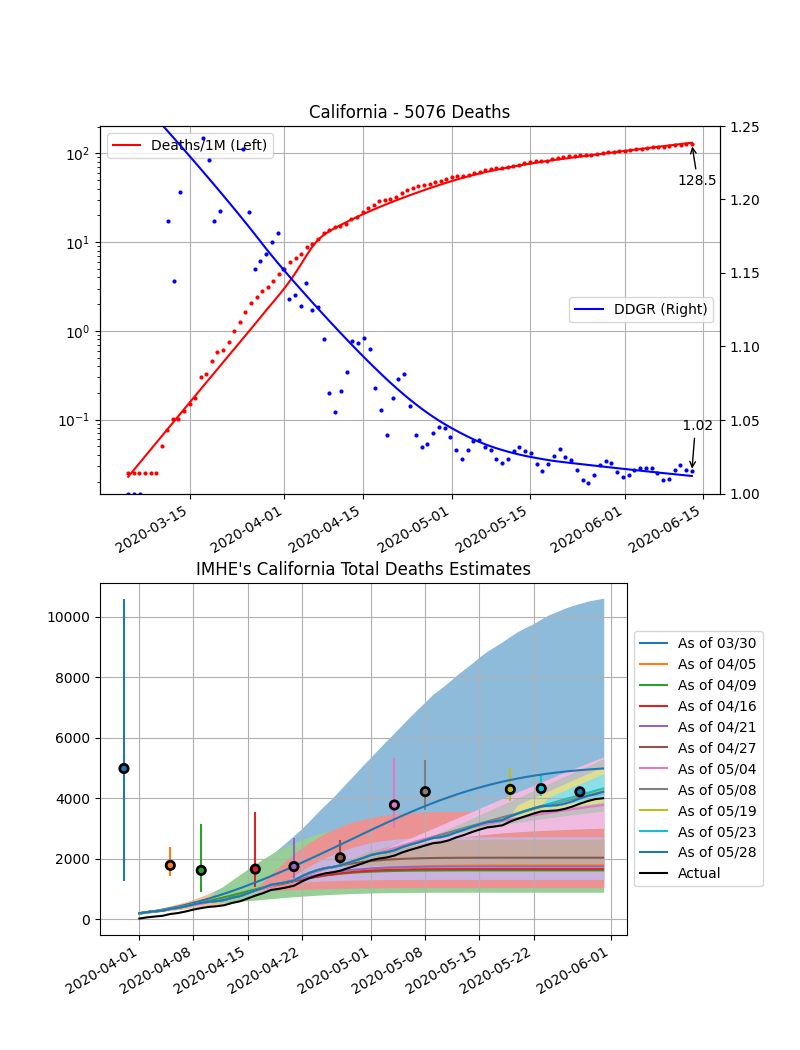 California - 5076 Deaths
Deaths/1M (Left)
DDGR (Right)
128.5
1.02
10²
10¹
10⁰
10⁻¹
1.25
1.20
1.15
1.10
1.05
1.00
2020-03-15
2020-04-01
2020-04-15
2020-05-01
2020-05-15
2020-06-01
2020-06-15
IMHE's California Total Deaths Estimates
10000
8000
6000
4000
2000
0
2020-04-01
2020-04-08
2020-04-15
2020-04-22
2020-05-01
2020-05-08
2020-05-15
2020-05-22
2020-06-01
As of 03/30
As of 04/05
As of 04/09
As of 04/16
As of 04/21
As of 04/27
As of 05/04
As of 05/08
As of 05/19
As of 05/23
As of 05/28
Actual